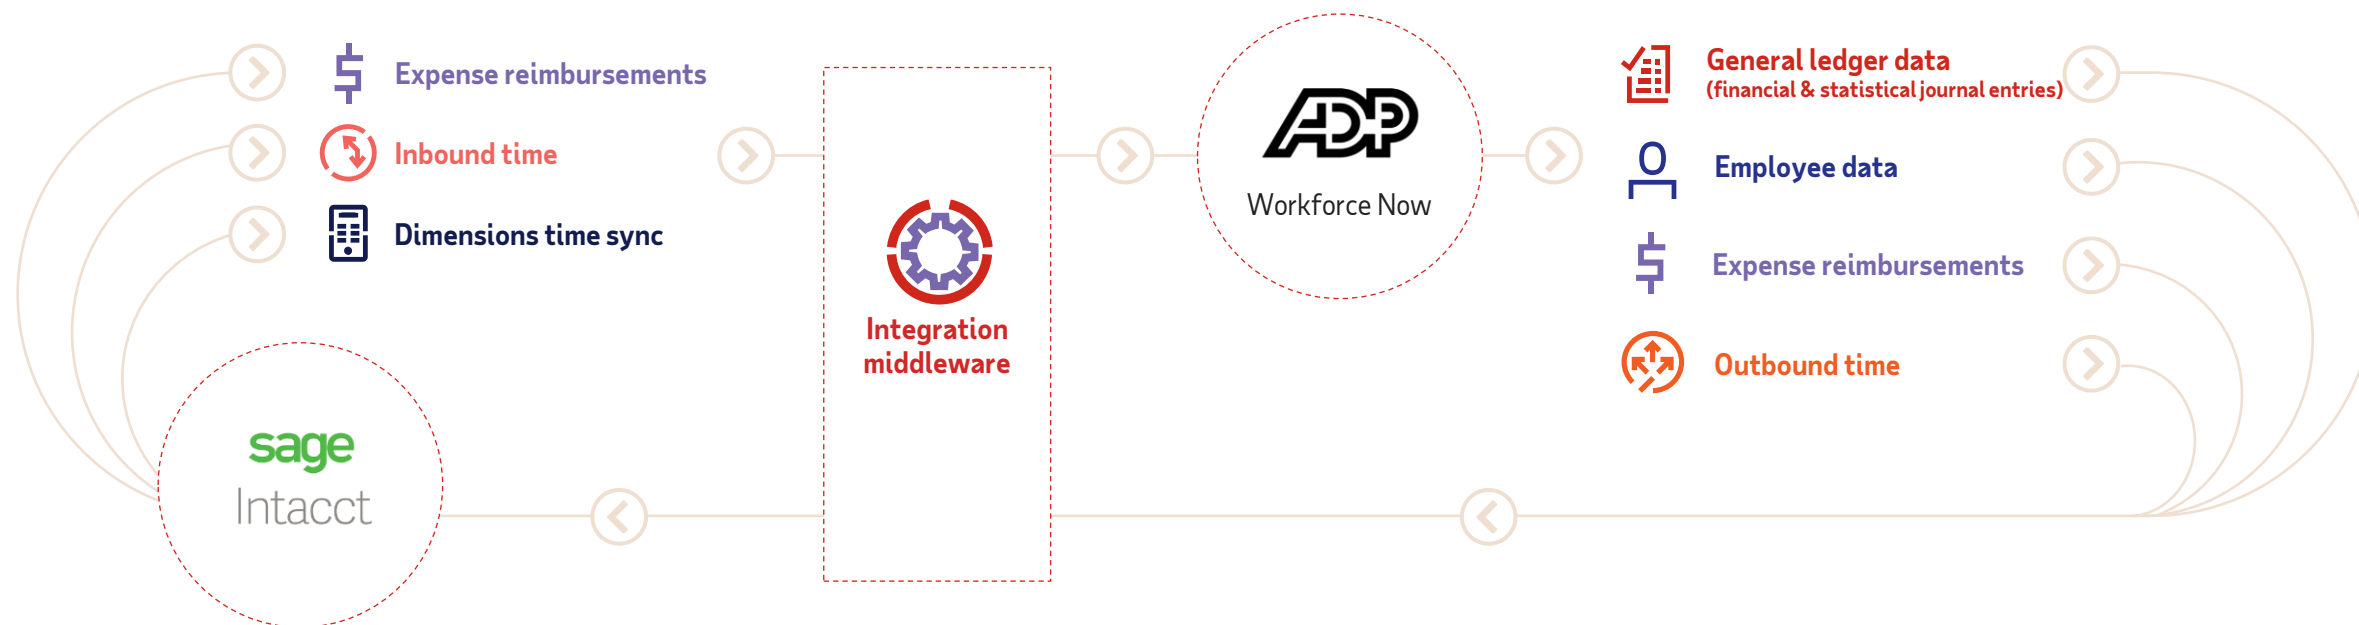 Expense reimbursements
Inbound time
Dimensions time sync
sage
Intacct
Integration
middleware
ADP
Workforce Now
General ledger data
(financial & statistical journal entries)
Employee data
Expense reimbursements
Outbound time